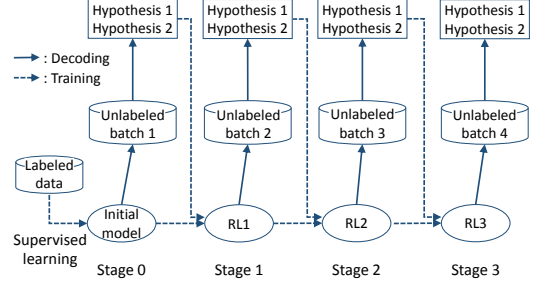 Hypothesis 1
Hypothesis 2
Hypothesis 1
Hypothesis 2
Hypothesis 1
Hypothesis 2
Hypothesis 1
Hypothesis 2
: Decoding
: Training
Unlabeled
batch 1
Unlabeled
batch 2
Unlabeled
batch 3
Unlabeled
batch 4
Labeled
data
Initial
model
RL1
RL2
RL3
Supervised
learning
Stage 0
Stage 1
Stage 2
Stage 3